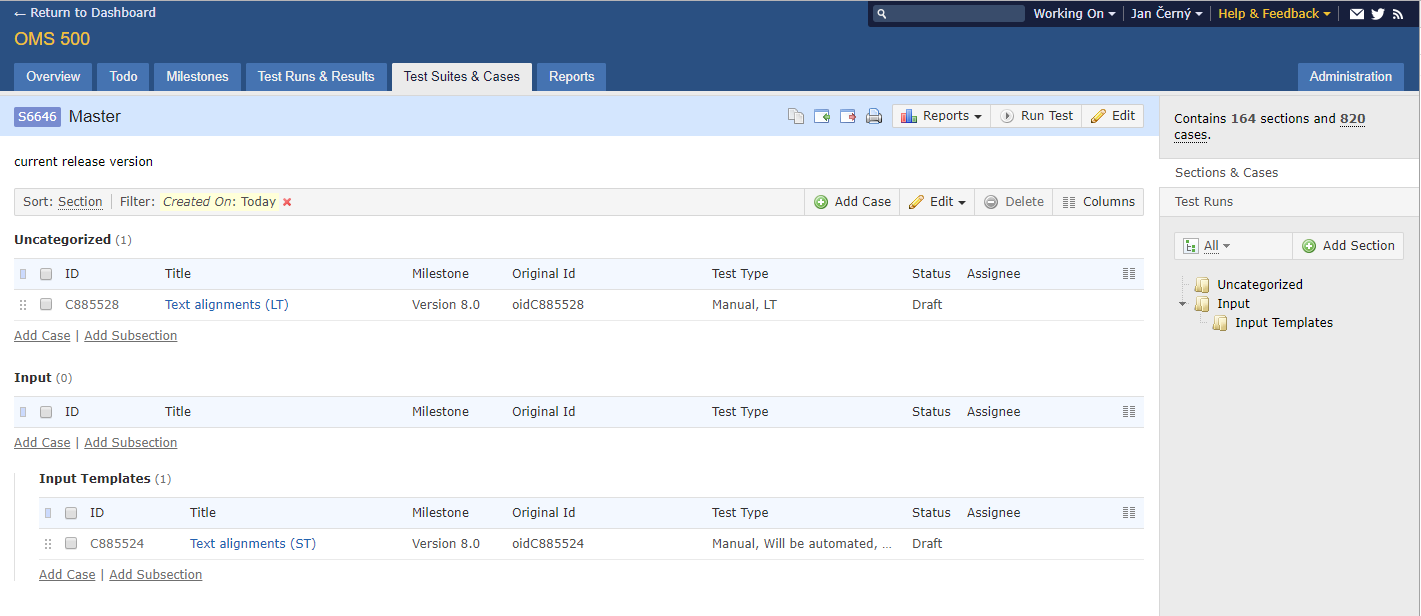 ← Return to Dashboard
Working On Jan Černý Help & Feedback
OMS 500
Overview Todo Milestones Test Runs & Results Test Suites & Cases Reports Administration
S6646 Master Reports Run Test Edit
current release version
Sort: Section Filter: Created On: Today Add Case Edit Delete Columns
Uncategorized (1)
ID Title Milestone Original Id Test Type Status Assignee
C885528 Text alignments (LT) Version 8.0 oidC885528 Manual, LT Draft
Add Case | Add Subsection
Input (0)
ID Title Milestone Original Id Test Type Status Assignee
Add Case | Add Subsection
Input Templates (1)
ID Title Milestone Original Id Test Type Status Assignee
C885524 Text alignments (ST) Version 8.0 oidC885524 Manual, Will be automated, ... Draft
Add Case | Add Subsection
Contains 164 sections and 820
cases.
Sections & Cases
Test Runs
All Add Section
Uncategorized
Input
Input Templates